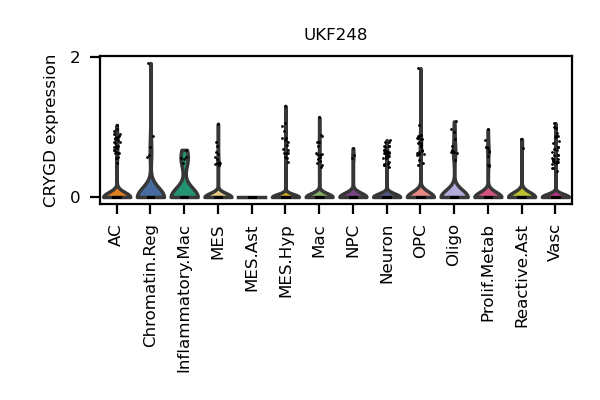 UKF248
CRYGD expression
2
0
AC
Chromatin.Reg
Inflammatory.Mac
MES
MES.Ast
MES.Hyp
Mac
NPC
Neuron
OPC
Oligo
Prolif.Metab
Reactive.Ast
Vasc